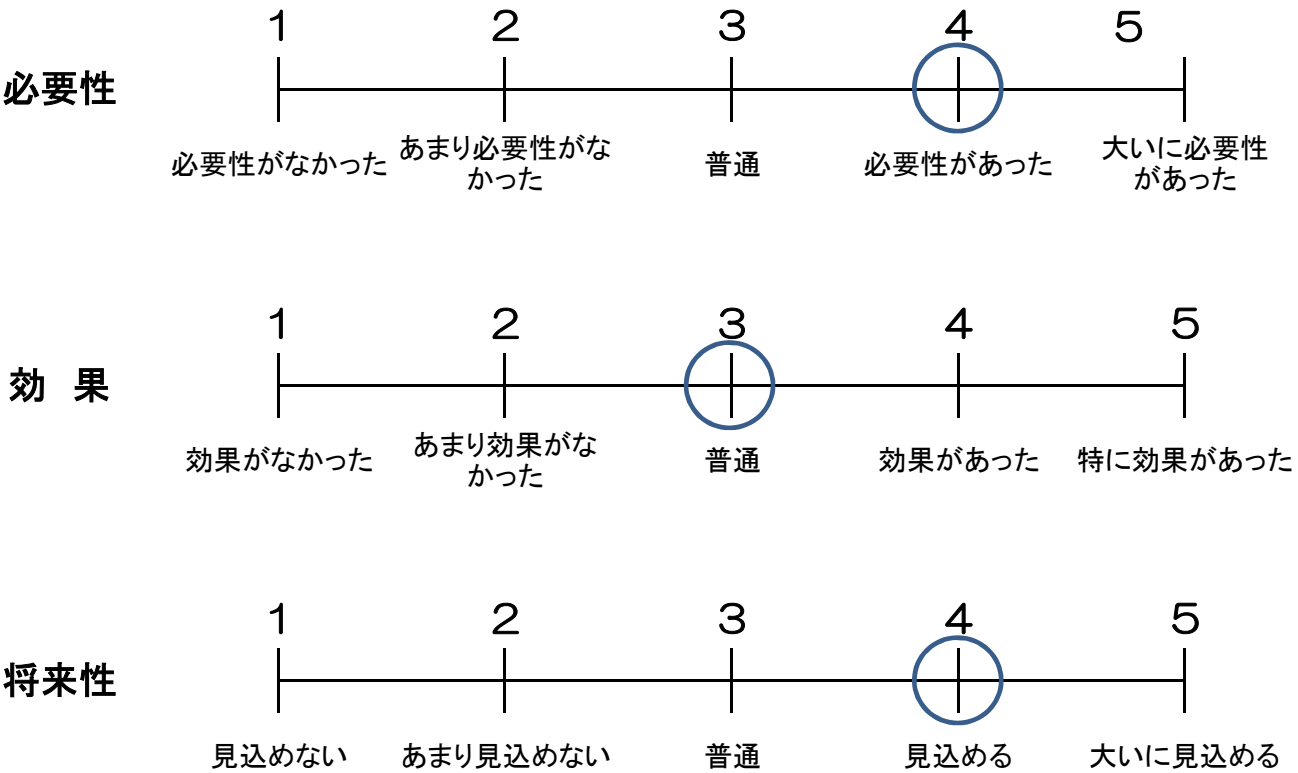 1 2 3 4 5
必要性
必要性がなかった あまり必要性がな
かった 普通 必要性があった 大いに必要性
があった
1 2 3 4 5
効 果
効果がなかった あまり効果がな
かった 普通 効果があった 特に効果があった
1 2 3 4 5
将来性
見込めない あまり見込めない 普通 見込める 大いに見込める